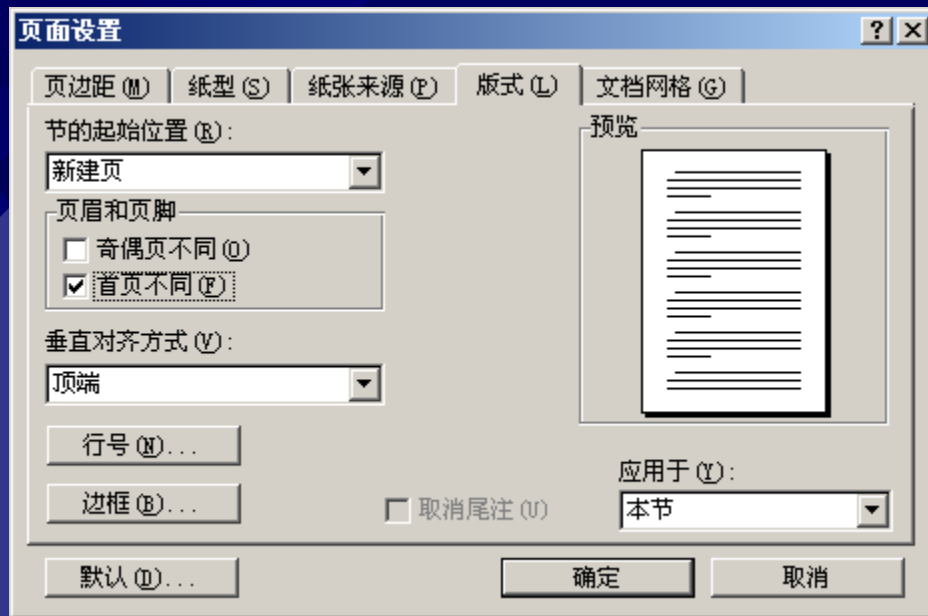 页面设置
页边距(M) 纸型(S) 纸张来源(P) 版式(L) 文档网格(G)
节的起始位置(R):
新建页
页眉和页脚
奇偶页不同(O)
首页不同(F)
垂直对齐方式(V):
顶端
行号(N)...
边框(B)...
预览
取消尾注(U)
应用于(Y):
本节
默认(D)...
确定
取消